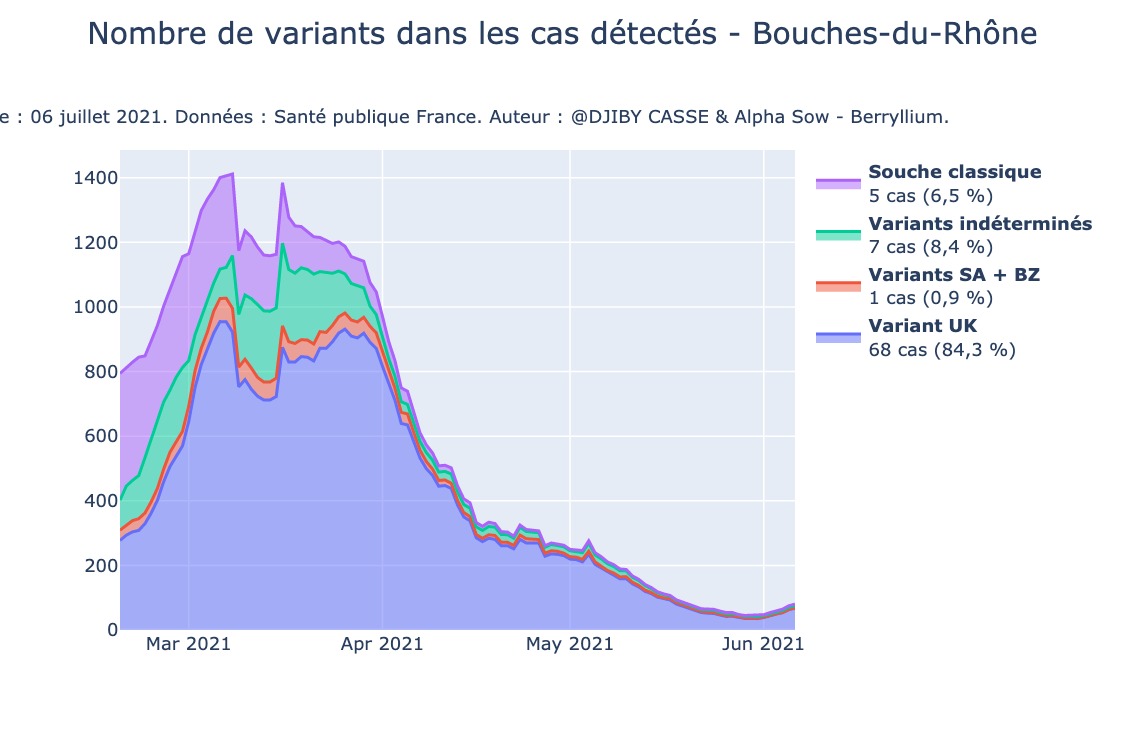 Nombre de variants dans les cas détectés - Bouches-du-Rhône
e : 06 juillet 2021. Données : Santé publique France. Auteur : @DJIBY CASSE & Alpha Sow - Berryllium.
1400
1200
1000
800
600
400
200
0
Mar 2021
Apr 2021
May 2021
Jun 2021
Souche classique
5 cas (6,5 %)
Variants indéterminés
7 cas (8,4 %)
Variants SA + BZ
1 cas (0,9 %)
Variant UK
68 cas (84,3 %)